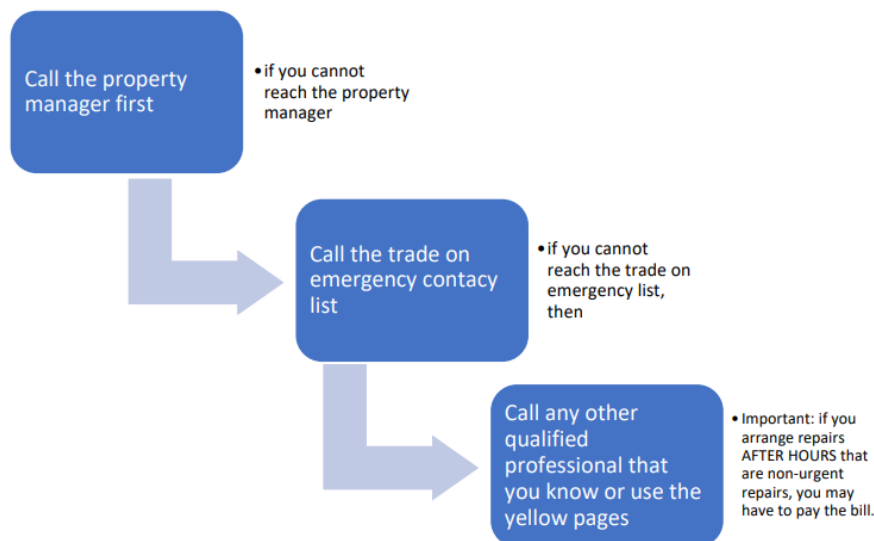 Call the property
manager first
•if you cannot
reach the property
manager
Call the trade on
emergency contacy
list
•if you cannot
reach the trade on
emergency list,
then
Call any other
qualified
professional that
you know or use the
yellow pages
•Important: if you
arrange repairs
AFTER HOURS that
are non-urgent
repairs, you may
have to pay the bill.